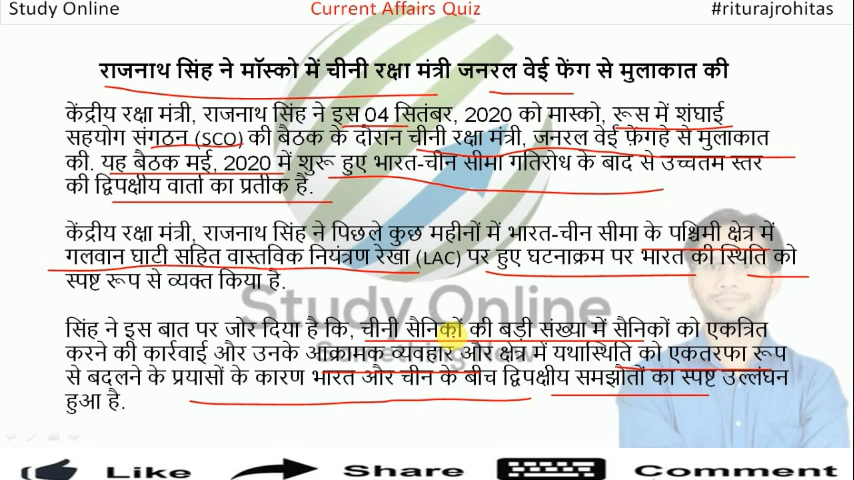 Study Online
Current Affairs Quiz
#riturajrohitas
राजनाथ सिंह ने मॉस्को में चीनी रक्षा मंत्री जनरल वेई फेंग से मुलाकात की
केंद्रीय रक्षा मंत्री, राजनाथ सिंह ने इस 04 सितंबर, 2020 को मास्को, रूस में शंघाई
सहयोग संगठन (SCO) की बैठक के दौरान चीनी रक्षा मंत्री, जनरल वेई फ़ेंगहे से मुलाकात
की. यह बैठक मई, 2020 में शुरू हुए भारत-चीन सीमा गतिरोध के बाद से उच्चतम स्तर
की द्विपक्षीय वार्ता का प्रतीक है.
केंद्रीय रक्षा मंत्री, राजनाथ सिंह ने पिछले कुछ महीनों में भारत-चीन सीमा के पश्चिमी क्षेत्र में
गलवान घाटी सहित वास्तविक नियंत्रण रेखा (LAC) पर हुए घटनाक्रम पर भारत की स्थिति को
स्पष्ट रूप से व्यक्त किया है.
सिंह ने इस बात पर जोर दिया है कि, चीनी सैनिकों की बड़ी संख्या में सैनिकों को एकत्रित
करने की कार्रवाई और उनके आक्रामक व्यवहार और क्षेत्र में यथास्थिति को एकतरफा रूप
से बदलने के प्रयासों के कारण भारत और चीन के बीच द्विपक्षीय समझौतों का स्पष्ट उल्लंघन
हुआ है.
Study Online
Like
Share
Comment